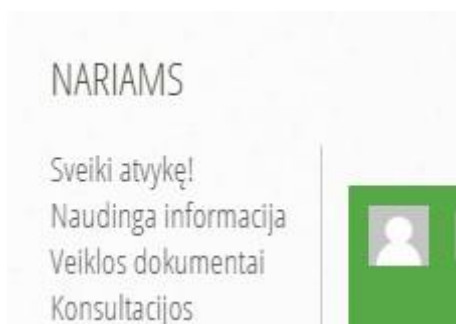 NARIAMS
Sveiki atvykę!
Naudinga informacija
Veiklos dokumentai
Konsultacijos